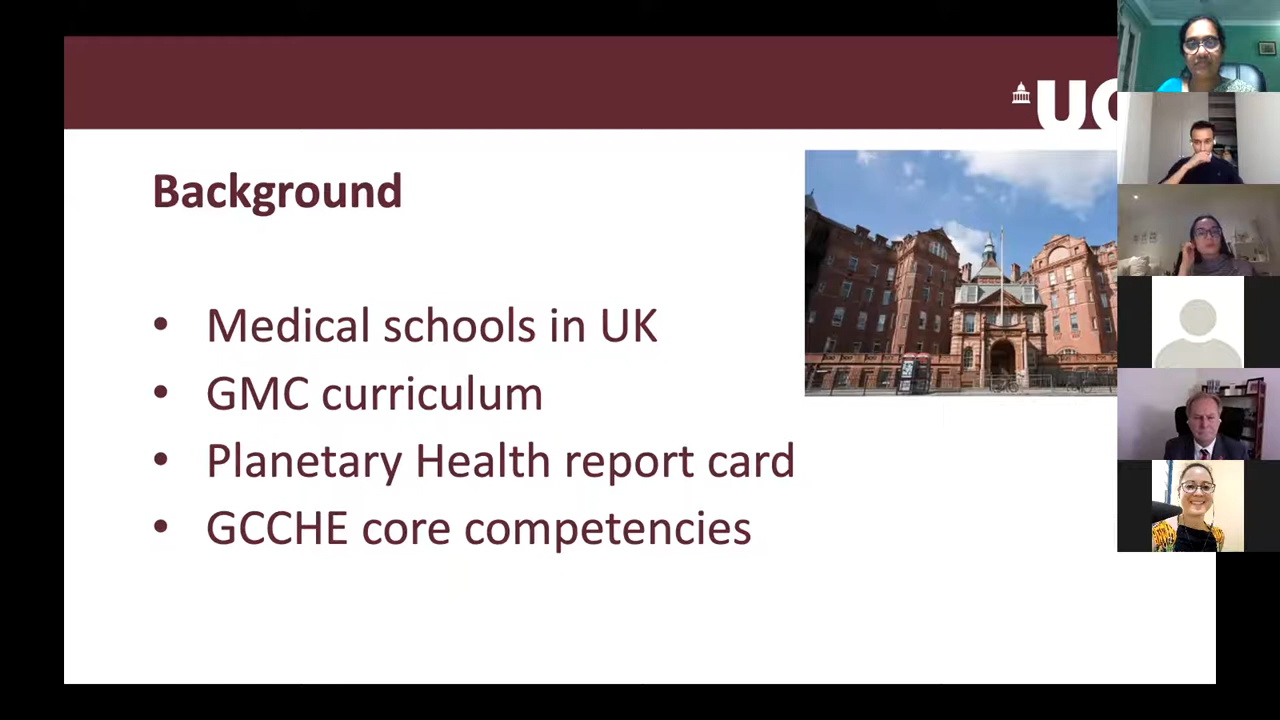 Background
• Medical schools in UK
• GMC curriculum
• Planetary Health report card
• GCCHE core competencies